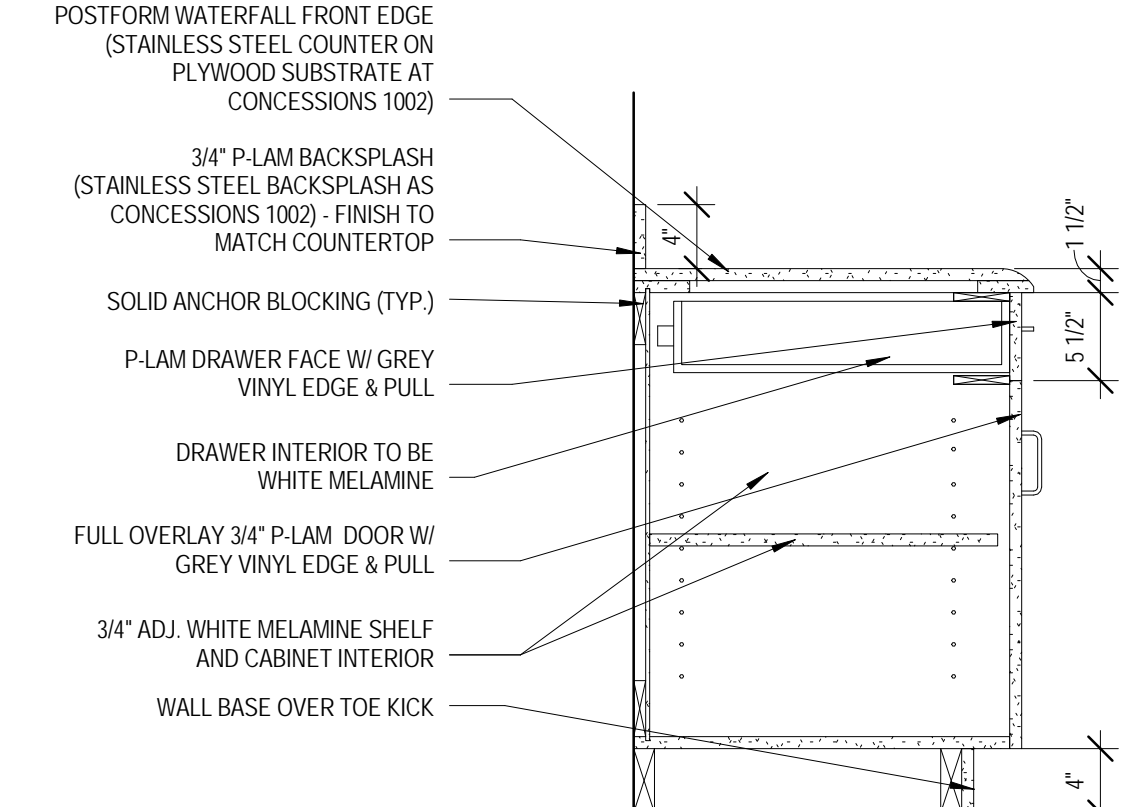 POSTFORM WATERFALL FRONT EDGE
(STAINLESS STEEL COUNTER ON
PLYWOOD SUBSTRATE AT
CONCESSIONS 1002)
3/4" P-LAM BACKSPLASH
(STAINLESS STEEL BACKSPLASH AS
CONCESSIONS 1002) - FINISH TO
MATCH COUNTERTOP
SOLID ANCHOR BLOCKING (TYP.)
P-LAM DRAWER FACE W/ GREY
VINYL EDGE & PULL
DRAWER INTERIOR TO BE
WHITE MELAMINE
FULL OVERLAY 3/4" P-LAM DOOR W/
GREY VINYL EDGE & PULL
3/4" ADJ. WHITE MELAMINE SHELF
AND CABINET INTERIOR
WALL BASE OVER TOE KICK
4"
1 1/2"
5 1/2"
4"